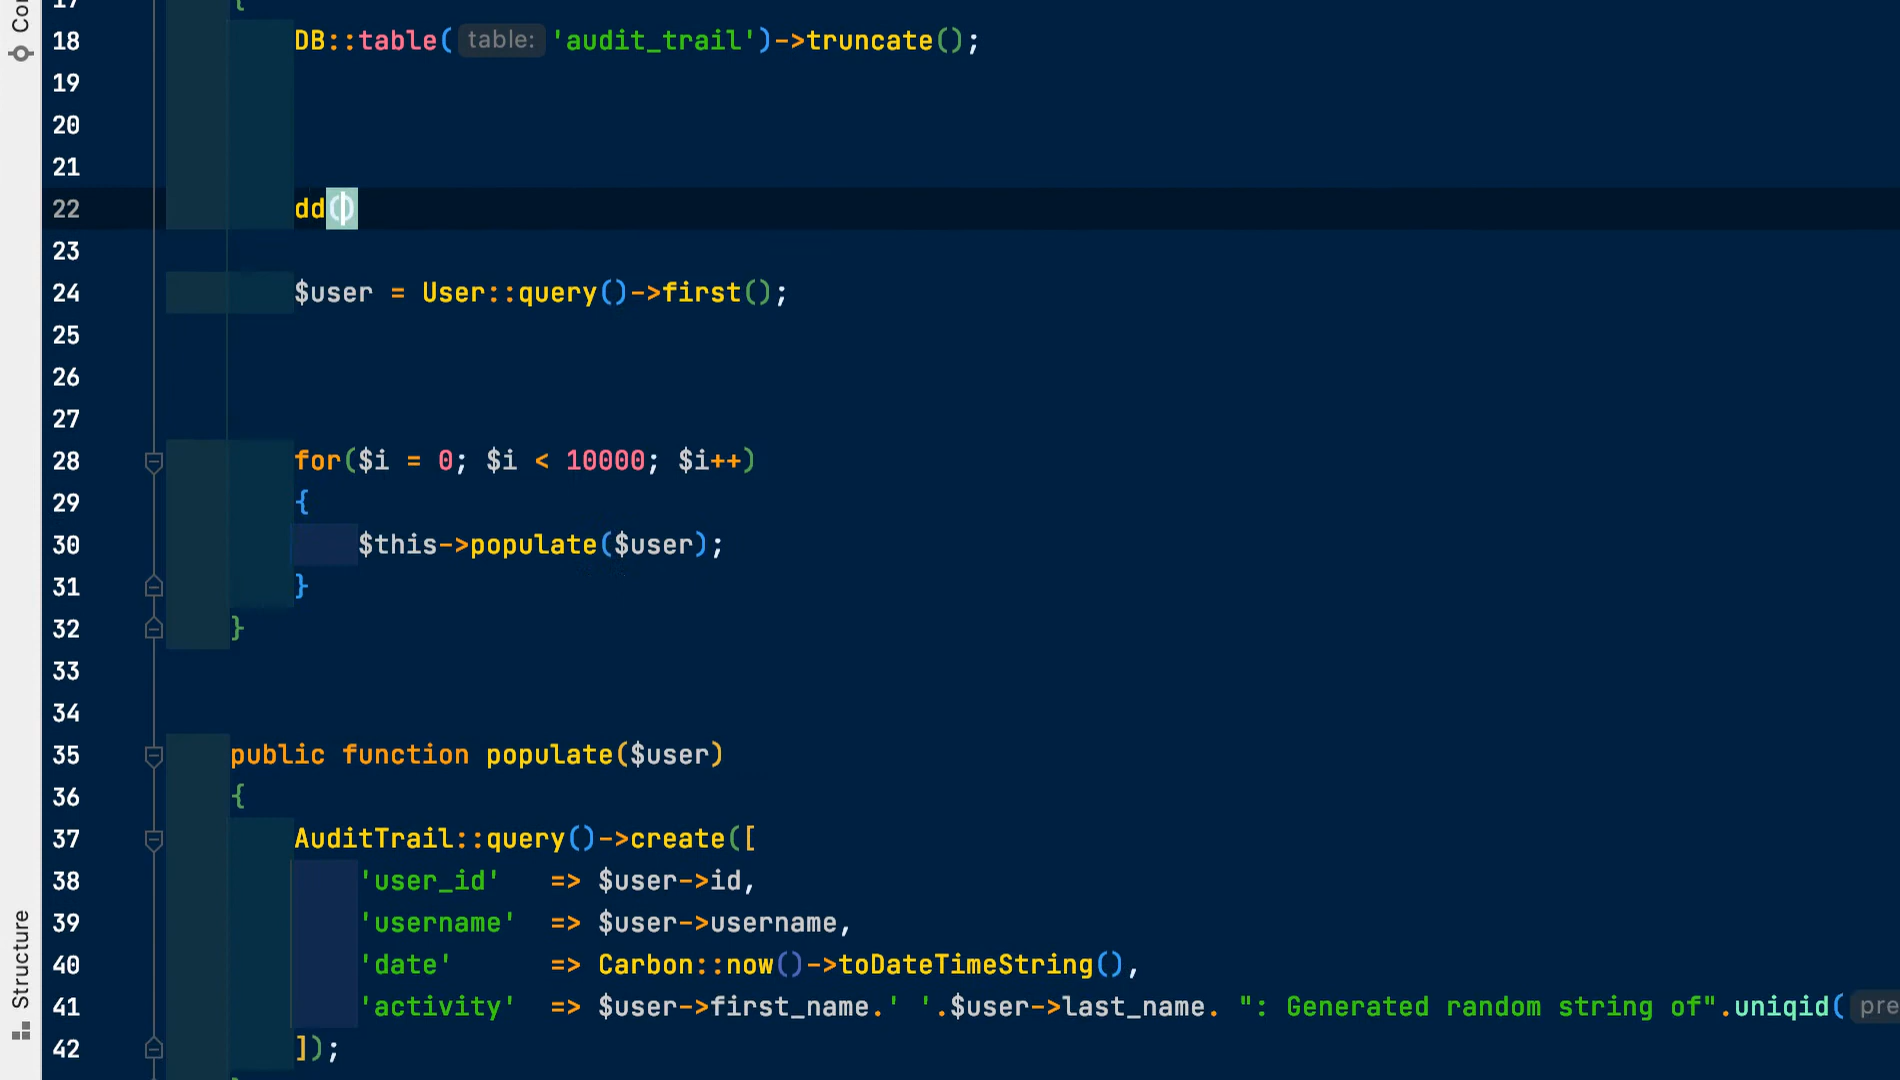 17 {
Co
18 DB::table( table: 'audit_trail')->truncate();
19
20
21
22 dd()
23
24 $user = User::query()->first();
25
26
27
28 for($i = 0; $i < 10000; $i++)
29 {
30 $this->populate($user);
31 }
32 }
33
34
35 public function populate($user)
36 {
37 AuditTrail::query()->create([
38 'user_id' => $user->id,
39 'username' => $user->username,
40 'date' => Carbon::now()->toDateTimeString(),
41 'activity' => $user->first_name.' '.$user->last_name. ": Generated random string of".uniqid( pre
42 ]);
Structure